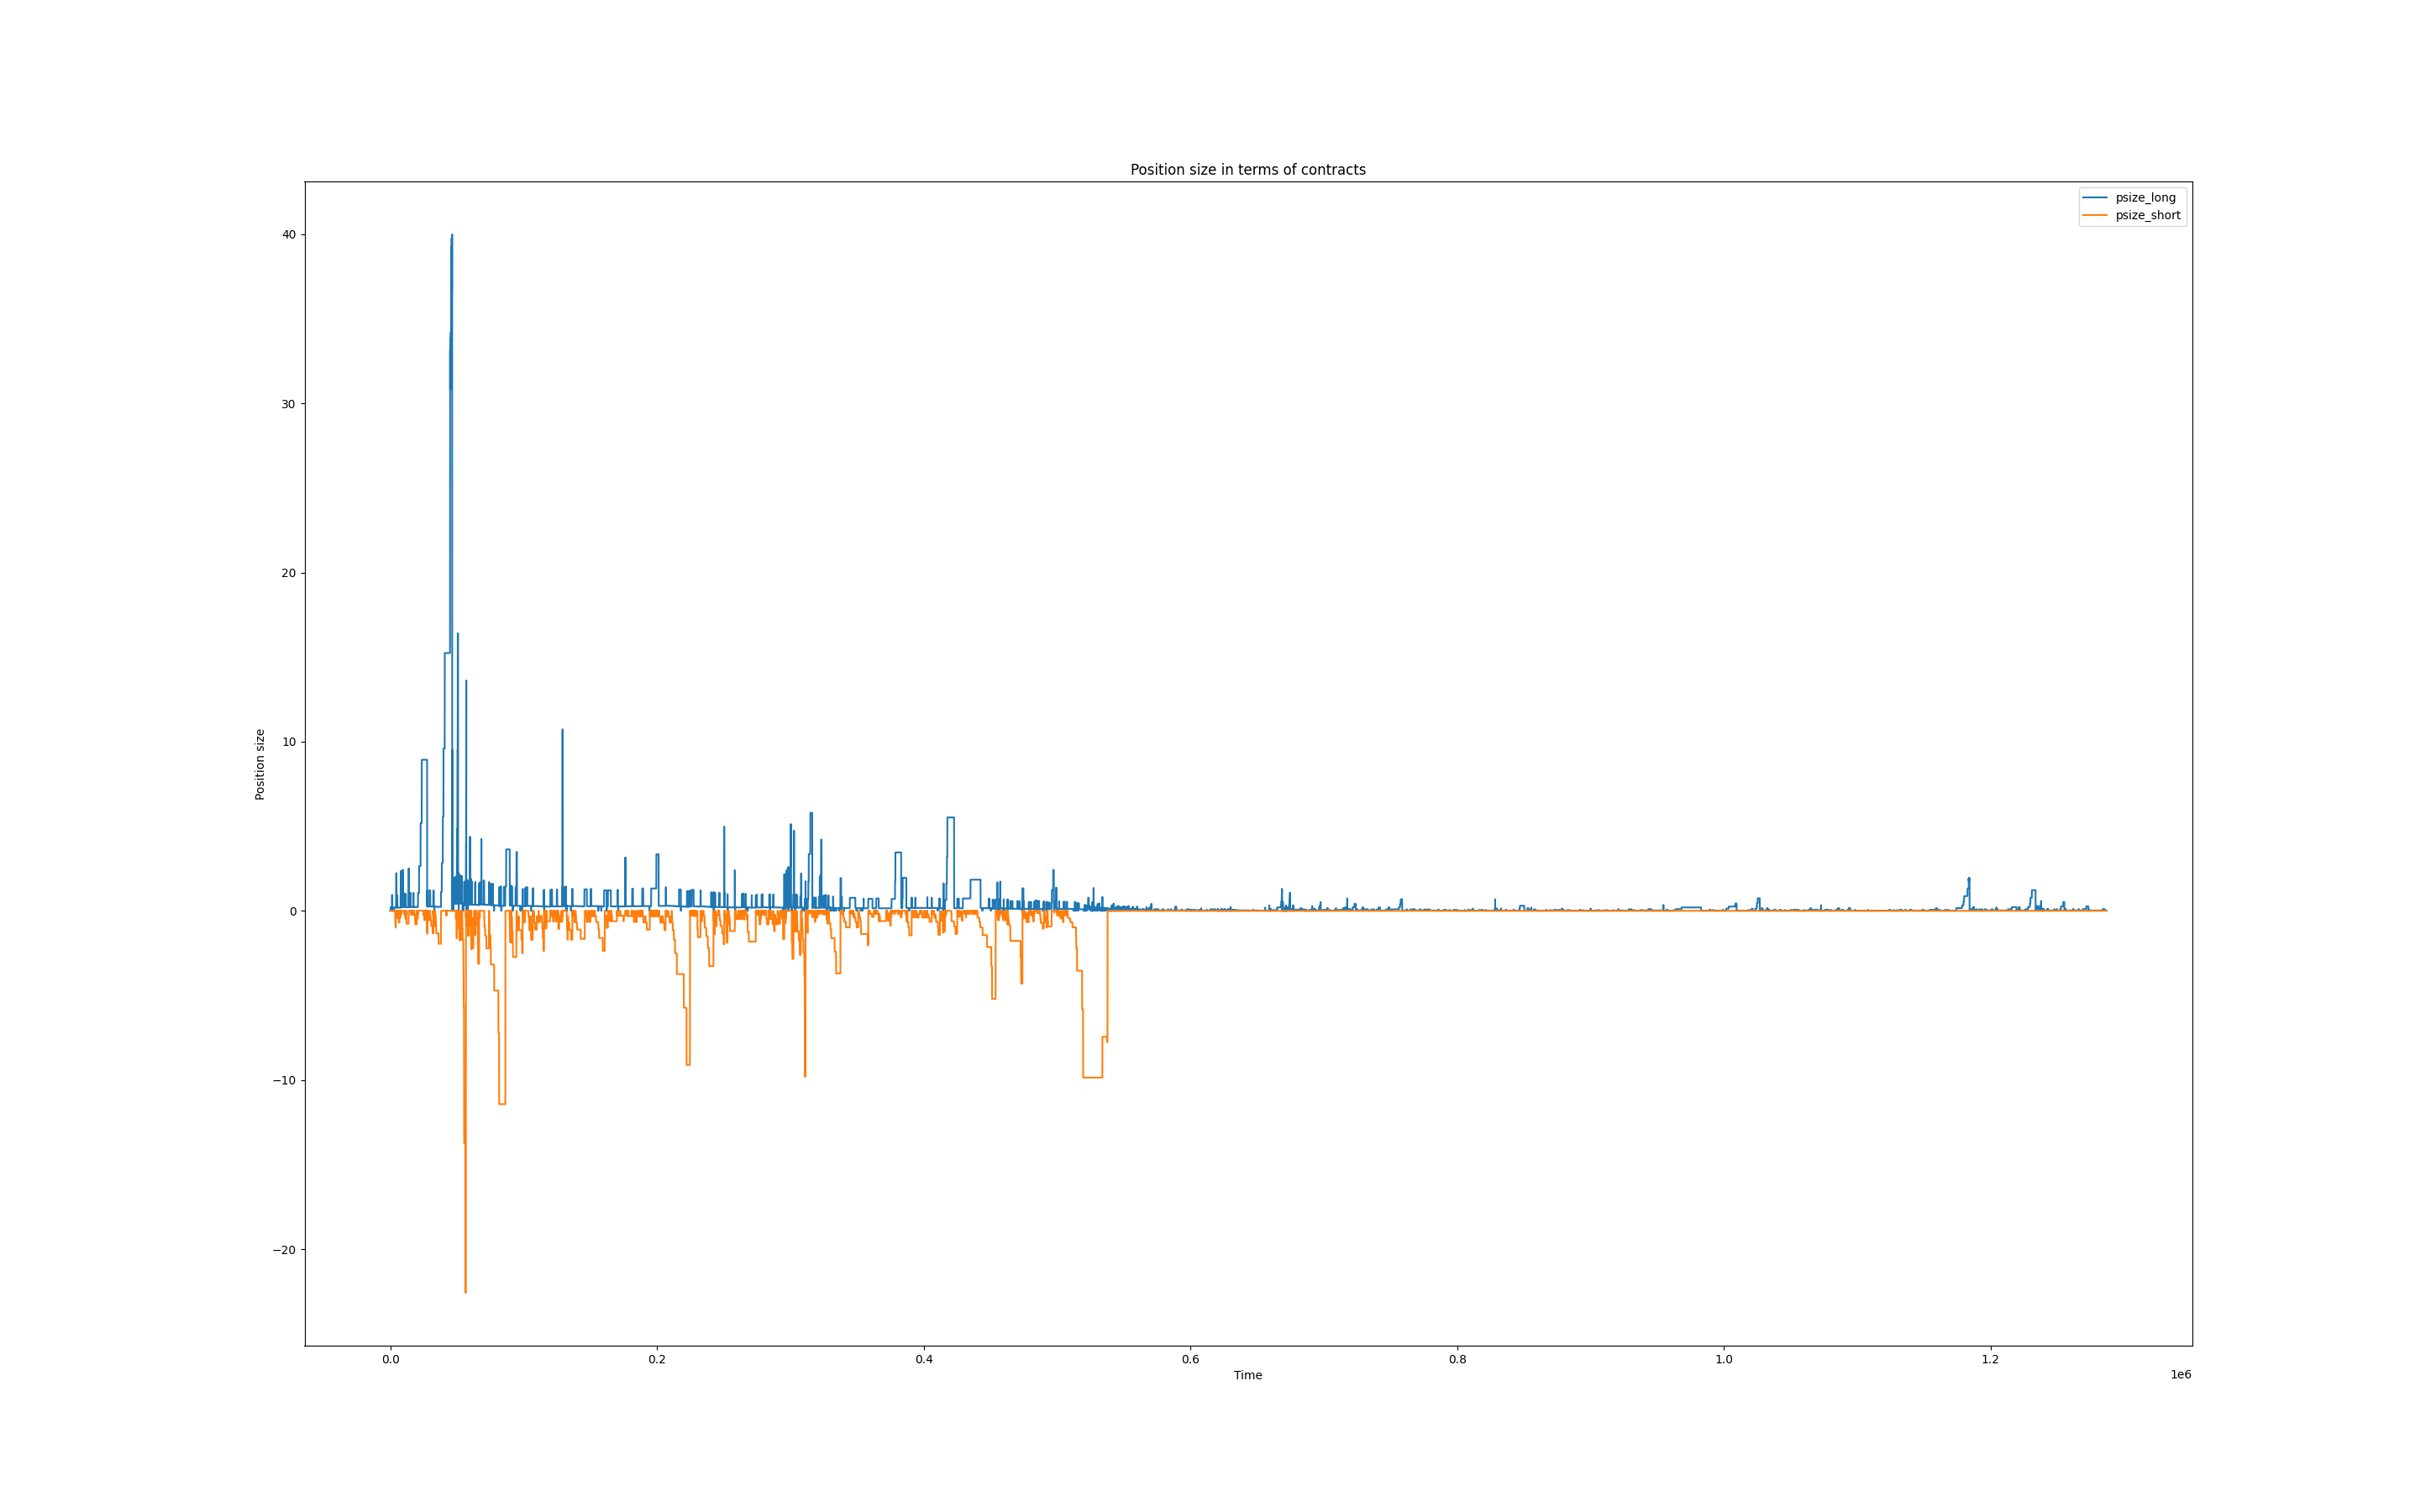 Position size in terms of contracts
psize_long
psize_short
40
30
20
10
0
−10
−20
Position size
0.0 0.2 0.4 0.6 0.8 1.0 1.2
Time
1e6